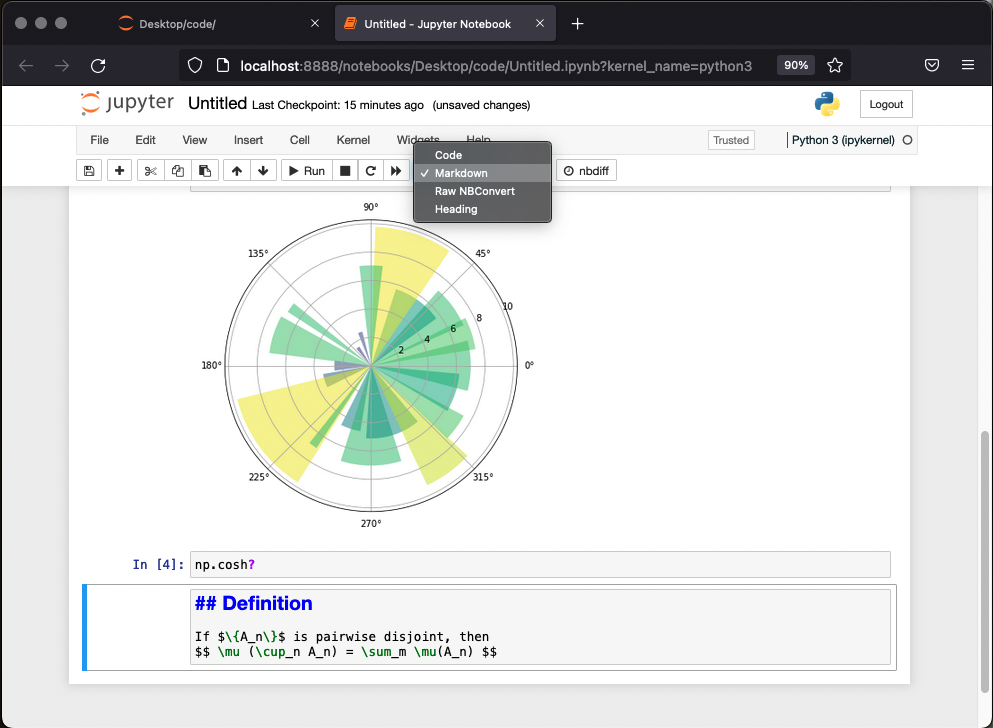 Desktop/code/
Untitled - Jupyter Notebook
localhost:8888/notebooks/Desktop/code/Untitled.ipynb?kernel_name=python3 90%
jupyter Untitled Last Checkpoint: 15 minutes ago (unsaved changes) Logout
File Edit View Insert Cell Kernel Widgets Help Trusted Python 3 (ipykernel)
Run nbdiff
Code
✓ Markdown
Raw NBConvert
Heading
90°
135° 45°
10
8
6
4
2
180° 0°
225° 315°
270°
In [4]: np.cosh?
## Definition
If $\{A_n\}$ is pairwise disjoint, then
$$ \mu (\cup_n A_n) = \sum_m \mu(A_n) $$